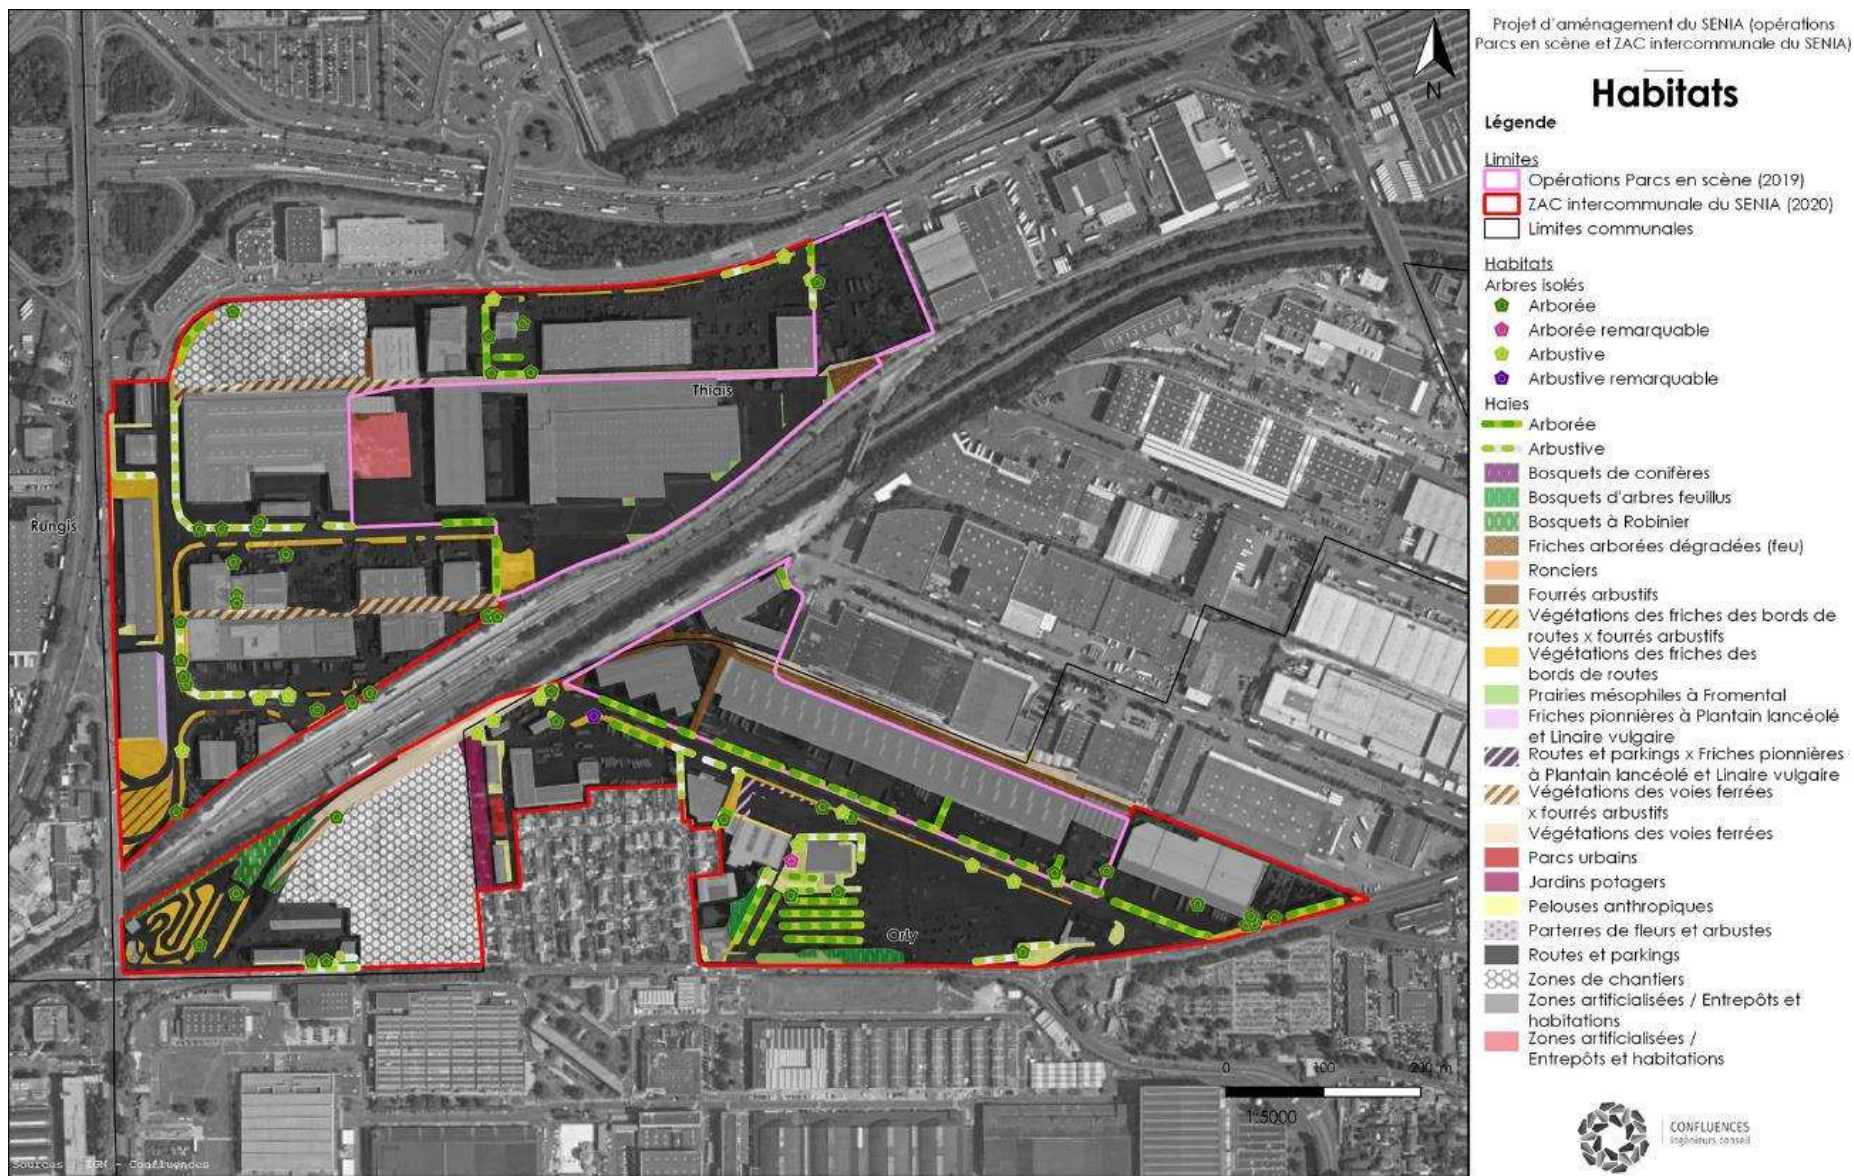 Projet d'aménagement du SENIA (opérations
Parcs en scène et ZAC intercommunale du SENIA)
Habitats
Légende
Limites
Opérations Parcs en scène (2019)
ZAC intercommunale du SENIA (2020)
Limites communales
Habitats
Arbres isolés
Arborée
Arborée remarquable
Arbustive
Arbustive remarquable
Haies
Arborée
Arbustive
Bosquets de conifères
Bosquets d'arbres feuillus
Bosquets à Robinier
Friches arborées dégradées (feu)
Ronciers
Fourrés arbustifs
Végétations des friches des bords de
routes x fourrés arbustifs
Végétations des friches des
bords de routes
Prairies mésophiles à Fromental
Friches pionnières à Plantain lancéolé
et Linaire vulgaire
Routes et parkings x Friches pionnières
à Plantain lancéolé et Linaire vulgaire
Végétations des voies ferrées
x fourrés arbustifs
Végétations des voies ferrées
Parcs urbains
Jardins potagers
Pelouses anthropiques
Parterres de fleurs et arbustes
Routes et parkings
Zones de chantiers
Zones artificialisées / Entrepôts et
habitations
Zones artificialisées /
Entrepôts et habitations
CONFLUENCES
Ingénieurs conseil
N
Thiais
Rungis
Orly
0 100 200 m
1:5000
Sources : IGN - Confluences